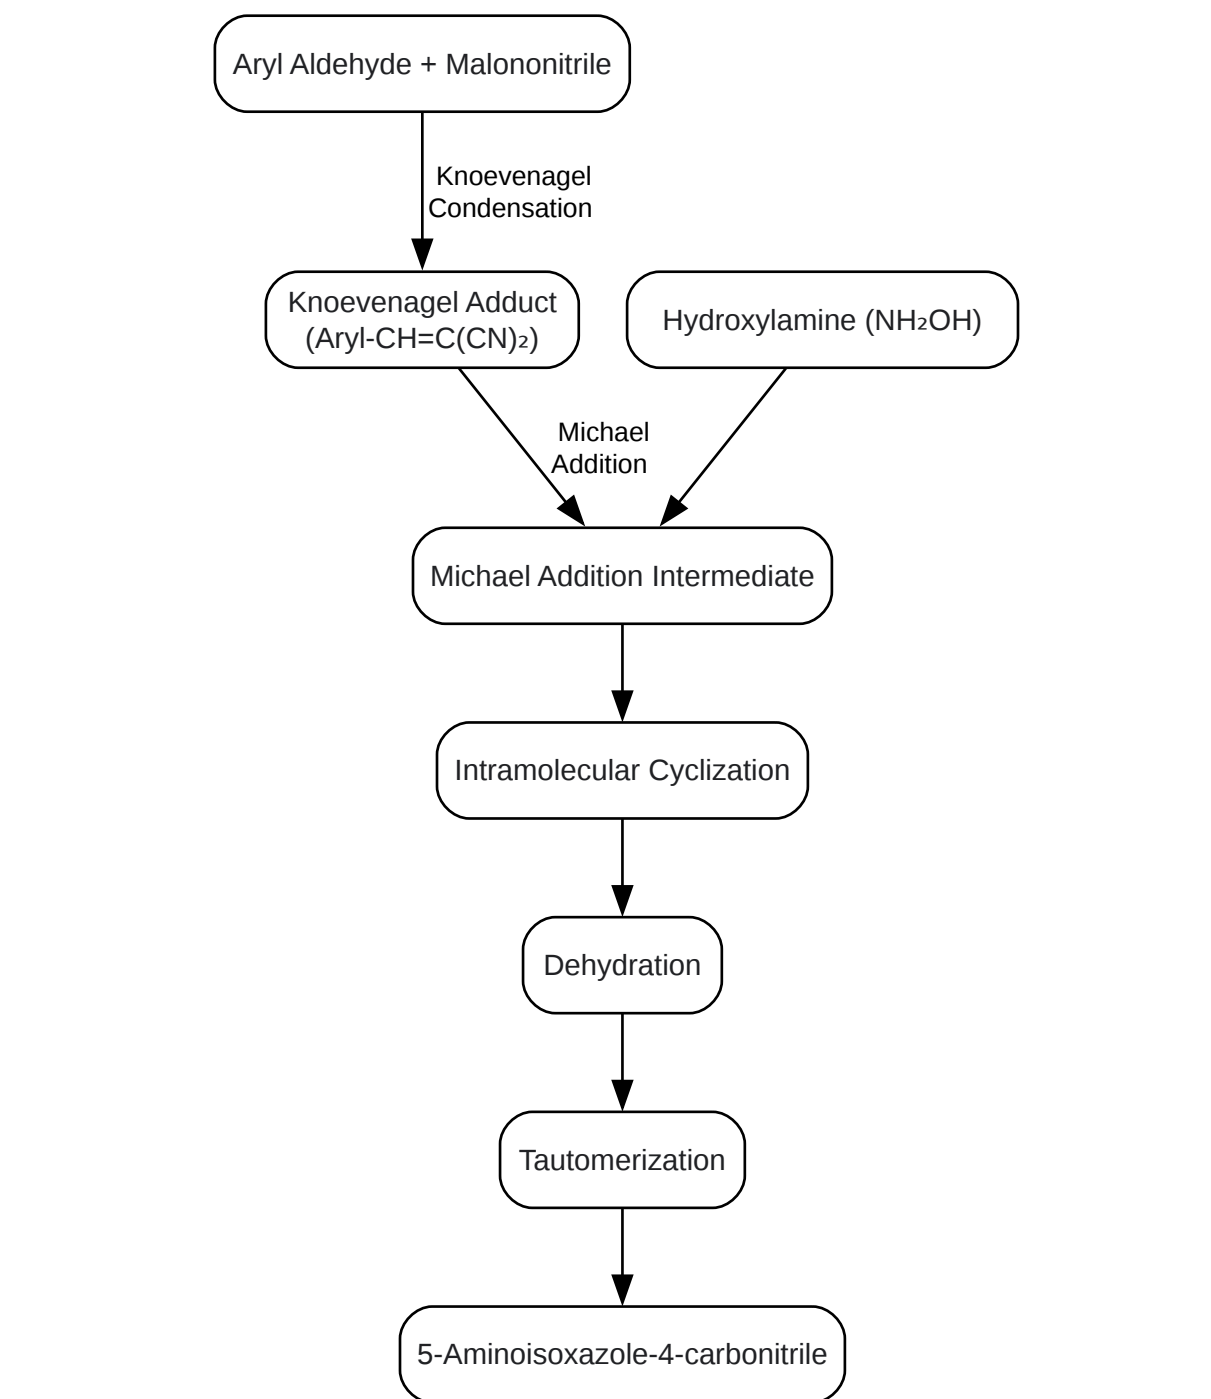 Aryl Aldehyde + Malononitrile
Knoevenagel
Condensation
Knoevenagel Adduct
(Aryl-CH=C(CN)₂)
Hydroxylamine (NH₂OH)
Michael
Addition
Michael Addition Intermediate
Intramolecular Cyclization
Dehydration
Tautomerization
5-Aminoisoxazole-4-carbonitrile